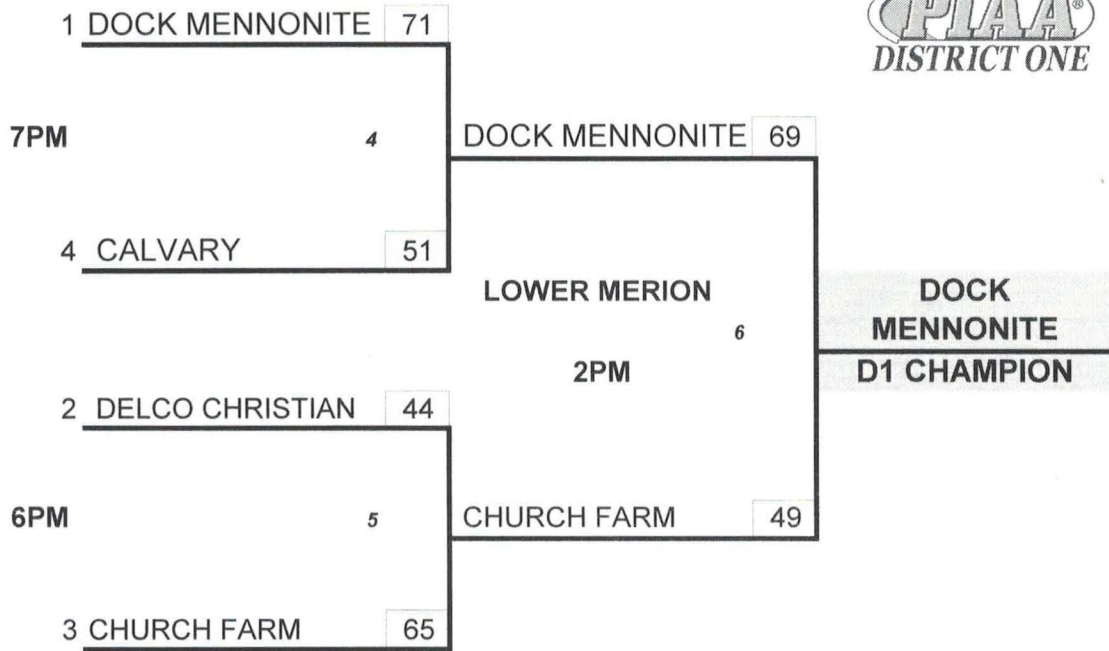 PIAA®
DISTRICT ONE
1 DOCK MENNONITE 71
7PM 4
DOCK MENNONITE 69
4 CALVARY 51
LOWER MERION
6
2PM
DOCK
MENNONITE
D1 CHAMPION
2 DELCO CHRISTIAN 44
6PM 5
CHURCH FARM 49
3 CHURCH FARM 65